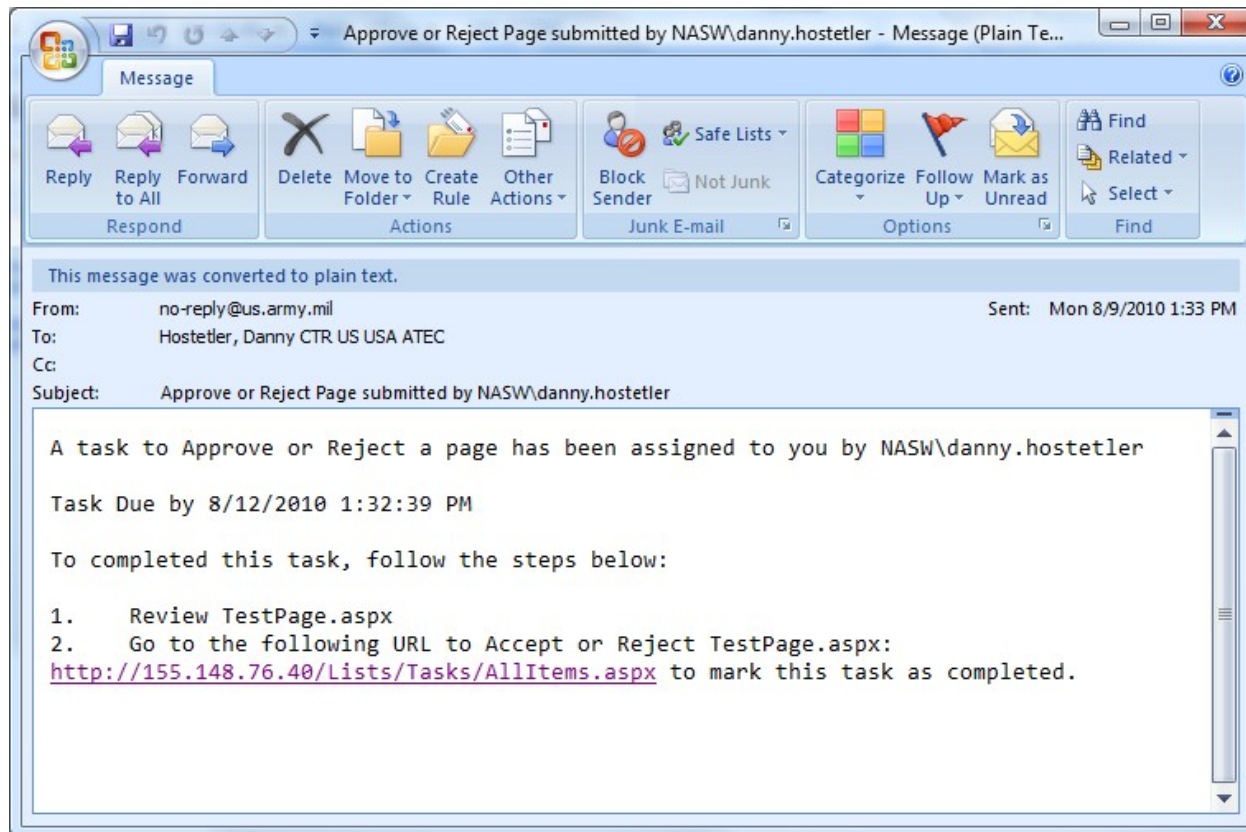 Approve or Reject Page submitted by NASW\danny.hostetler - Message (Plain Te...
Message
Reply
Reply to All
Forward
Delete
Move to Folder
Create Rule
Other Actions
Block Sender
Safe Lists
Not Junk
Categorize
Follow Up
Mark as Unread
Find
Related
Select
Respond
Actions
Junk E-mail
Options
Find
This message was converted to plain text.
From: no-reply@us.army.mil Sent: Mon 8/9/2010 1:33 PM
To: Hostetler, Danny CTR US USA ATEC
Cc:
Subject: Approve or Reject Page submitted by NASW\danny.hostetler
A task to Approve or Reject a page has been assigned to you by NASW\danny.hostetler
Task Due by 8/12/2010 1:32:39 PM
To completed this task, follow the steps below:
1. Review TestPage.aspx
2. Go to the following URL to Accept or Reject TestPage.aspx:
http://155.148.76.40/Lists/Tasks/AllItems.aspx to mark this task as completed.